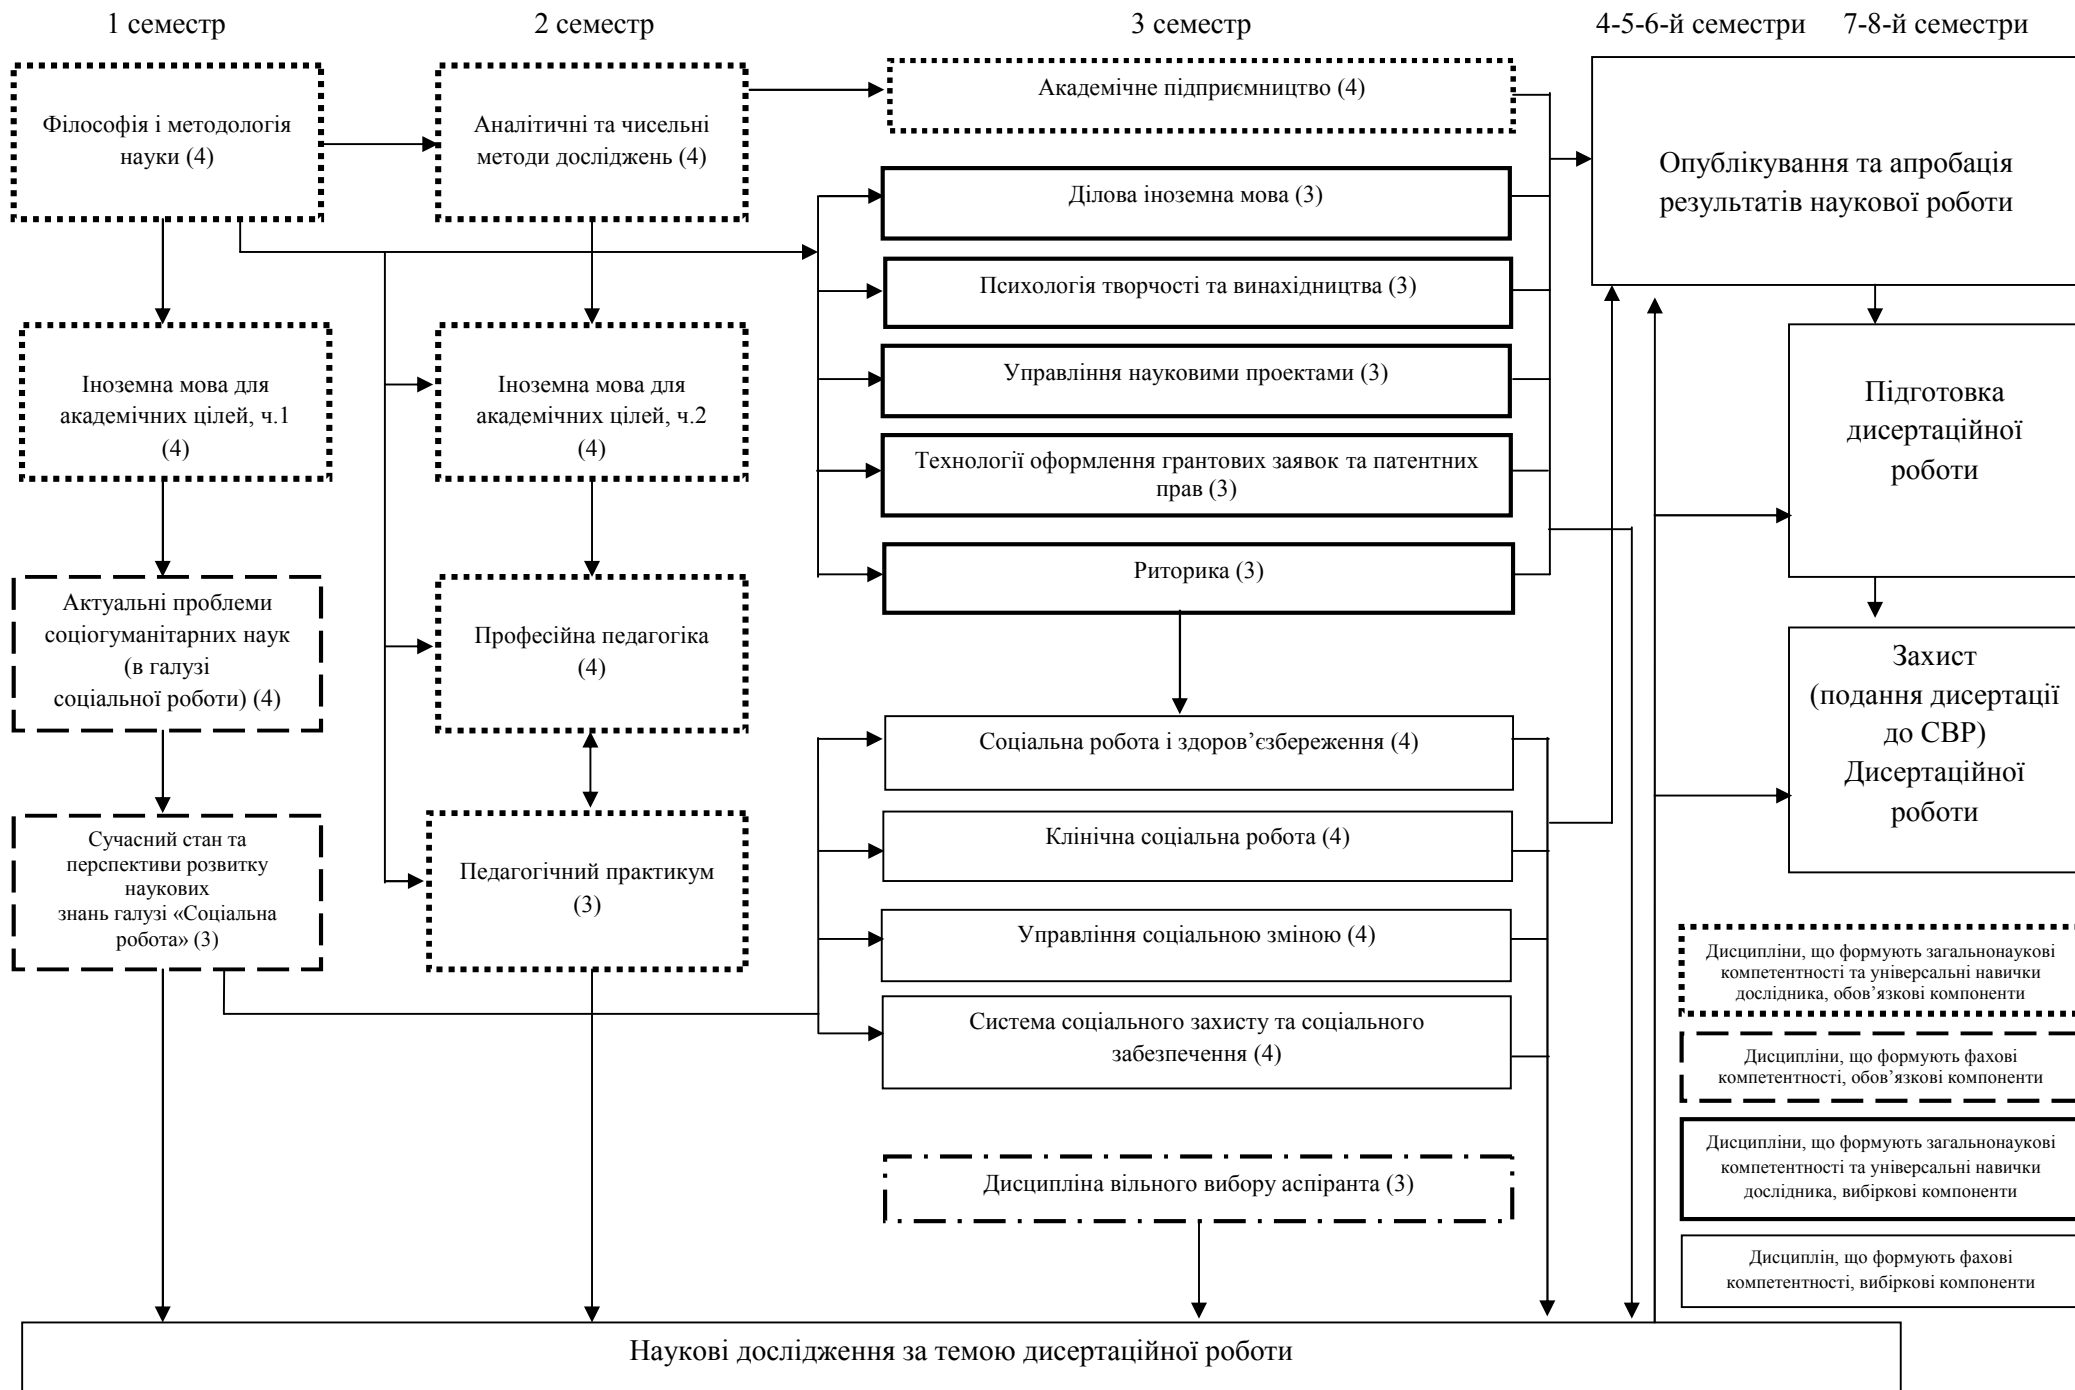 1 семестр
2 семестр
3 семестр
4-5-6-й семестри
7-8-й семестри
Філософія і методологія
науки (4)
Іноземна мова для
академічних цілей, ч.1
(4)
Актуальні проблеми
соціогуманітарних наук
(в галузі
соціальної роботи) (4)
Сучасний стан та
перспективи розвитку
наукових
знань галузі «Соціальна
робота» (3)
Аналітичні та чисельні
методи досліджень (4)
Іноземна мова для
академічних цілей, ч.2
(4)
Професійна педагогіка
(4)
Педагогічний практикум
(3)
Академічне підприємництво (4)
Ділова іноземна мова (3)
Психологія творчості та винахідництва (3)
Управління науковими проектами (3)
Технології оформлення грантових заявок та патентних
прав (3)
Риторика (3)
Соціальна робота і здоров’єзбереження (4)
Клінічна соціальна робота (4)
Управління соціальною зміною (4)
Система соціального захисту та соціального
забезпечення (4)
Дисципліна вільного вибору аспіранта (3)
Опублікування та апробація
результатів наукової роботи
Підготовка
дисертаційної
роботи
Захист
(подання дисертації
до СВР)
Дисертаційної
роботи
Дисципліни, що формують загальнонаукові
компетентності та універсальні навички
дослідника, обов’язкові компоненти
Дисципліни, що формують фахові
компетентності, обов’язкові компоненти
Дисципліни, що формують загальнонаукові
компетентності та універсальні навички
дослідника, вибіркові компоненти
Дисциплін, що формують фахові
компетентності, вибіркові компоненти
Наукові дослідження за темою дисертаційної роботи